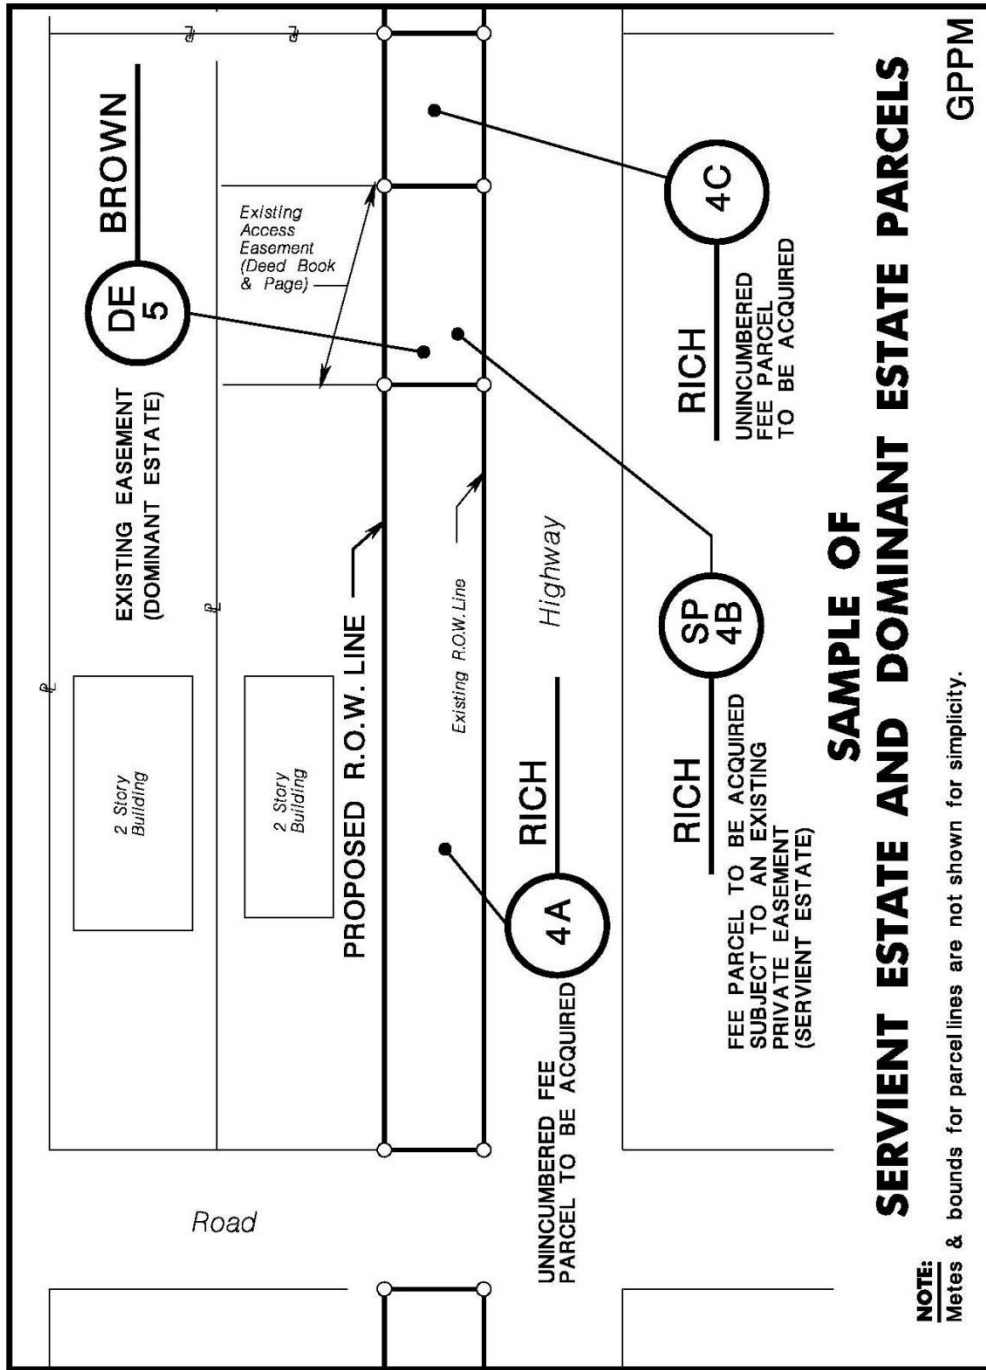 BROWN
DE
5
EXISTING EASEMENT
(DOMINANT ESTATE)
Existing
Access
Easement
(Deed Book
& Page)
PL
PL
PL
PL
2 Story
Building
2 Story
Building
PROPOSED R.O.W. LINE
Existing R.O.W. Line
Road
Highway
RICH
4A
UNINCUMBERED FEE
PARCEL TO BE ACQUIRED
RICH
SP
4B
FEE PARCEL TO BE ACQUIRED
SUBJECT TO AN EXISTING
PRIVATE EASEMENT
(SERVIENT ESTATE)
RICH
4C
UNINCUMBERED
FEE PARCEL
TO BE ACQUIRED
SAMPLE OF
SERVIENT ESTATE AND DOMINANT ESTATE PARCELS
NOTE:
Metes & bounds for parcel lines are not shown for simplicity.
GPPM